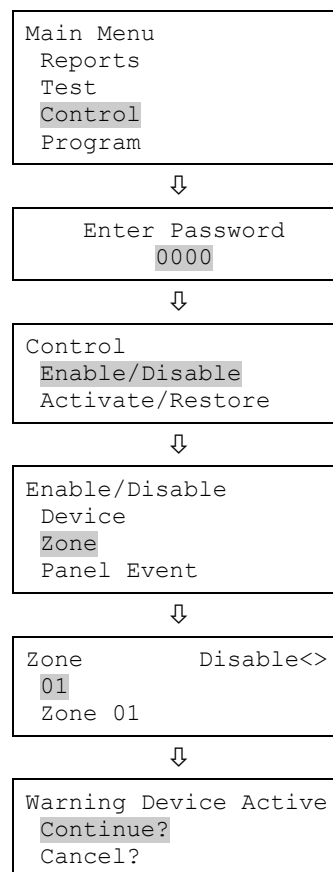 Main Menu
Reports
Test
Control
Program
Enter Password
0000
Control
Enable/Disable
Activate/Restore
Enable/Disable
Device
Zone
Panel Event
Zone Disable<>
01
Zone 01
Warning Device Active
Continue?
Cancel?